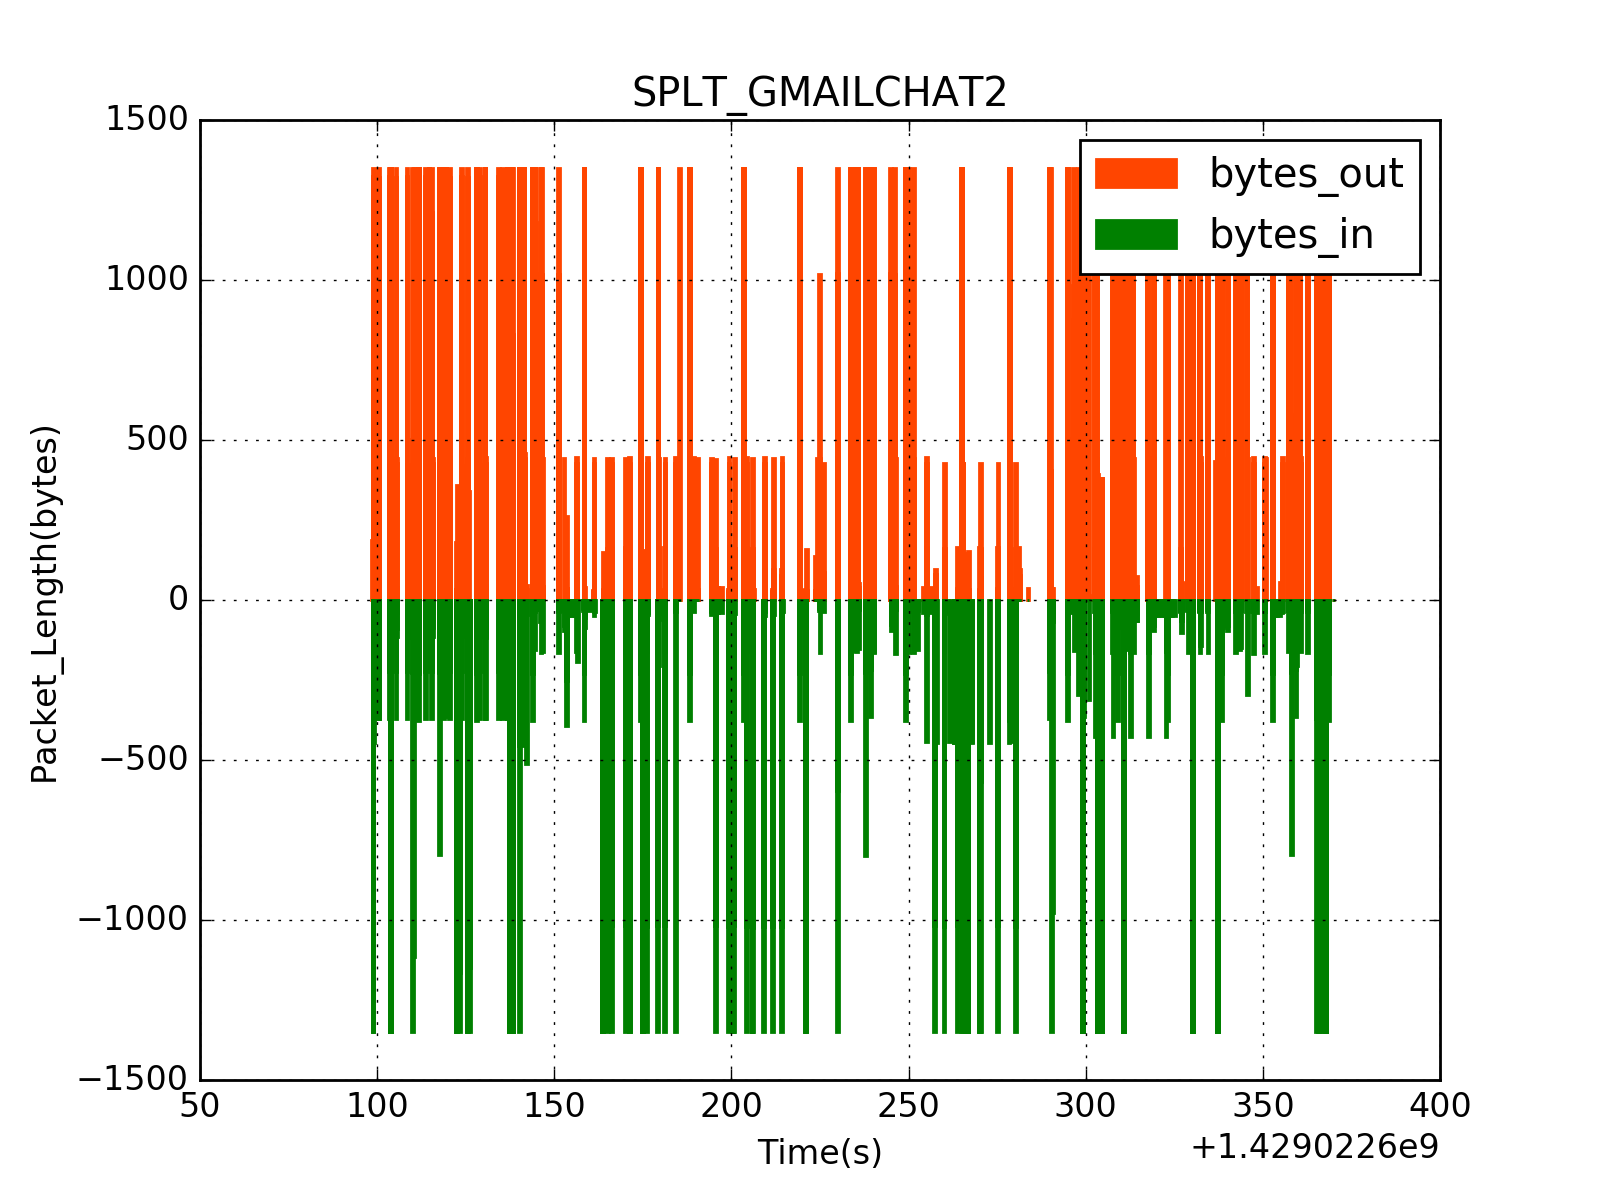 SPLT_GMAILCHAT2
1500
1000
500
0
−500
−1000
−1500
Packet_Length(bytes)
bytes_out
bytes_in
50 100 150 200 250 300 350 400
Time(s)
+1.4290226e9